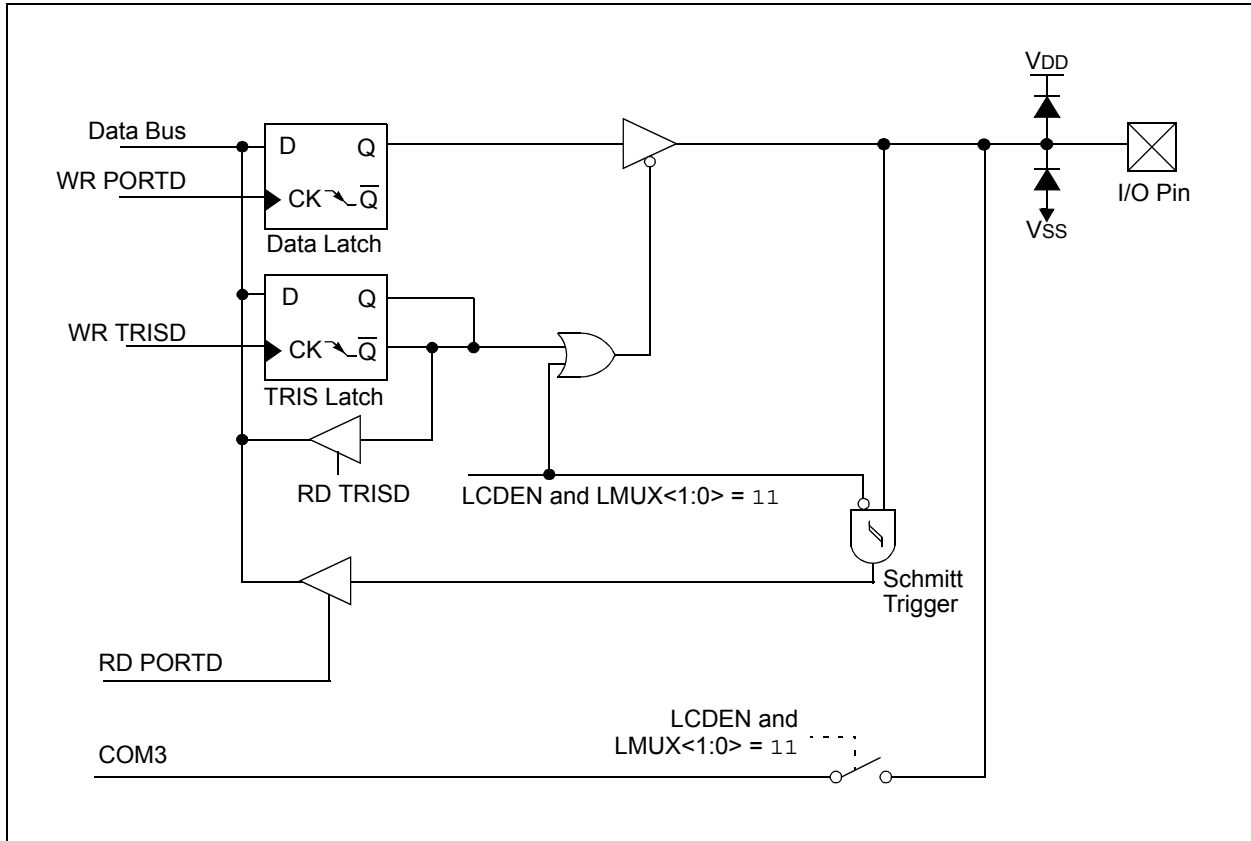 VDD
Data Bus
D Q
WR PORTD
CK Q̅
I/O Pin
Data Latch
VSS
D Q
WR TRISD
CK Q̅
TRIS Latch
RD TRISD
LCDEN and LMUX<1:0> = 11
Schmitt
Trigger
RD PORTD
LCDEN and
LMUX<1:0> = 11
COM3